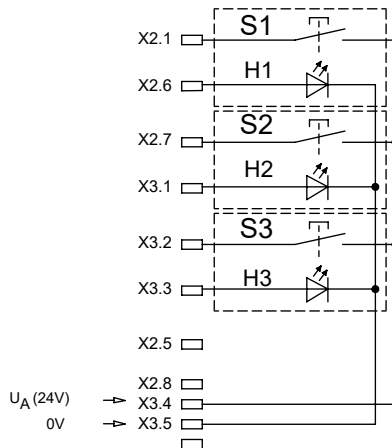 X2.1 S1
X2.6 H1
X2.7 S2
X3.1 H2
X3.2 S3
X3.3 H3
X2.5
X2.8
UA (24V) X3.4
0V X3.5